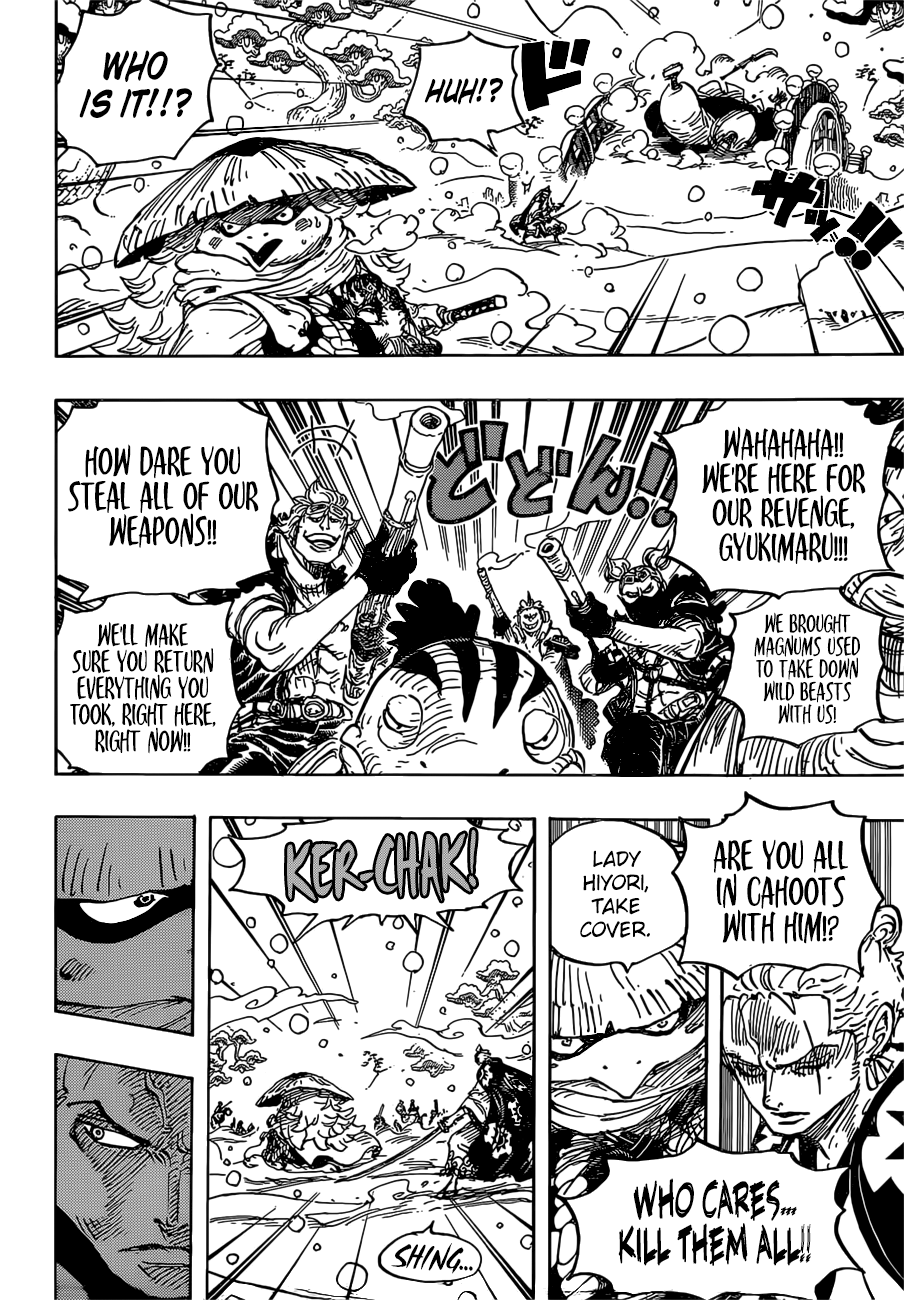 ド
HUH!?
ザッ!!
WHO
IS IT!!?
WAHAHAHA!!
WE'RE HERE FOR
OUR REVENGE,
GYUKIMARU!!!
WE BROUGHT
MAGNUMS USED
TO TAKE DOWN
WILD BEASTS
WITH US!
どどん!!
HOW DARE YOU
STEAL ALL OF OUR
WEAPONS!!
WE'LL MAKE
SURE YOU RETURN
EVERYTHING YOU
TOOK, RIGHT HERE,
RIGHT NOW!!
ARE YOU ALL
IN CAHOOTS
WITH HIM!?
LADY
HIYORI,
TAKE
COVER.
WHO CARES...
KILL THEM ALL!!
KER-CHAK!
SHING...